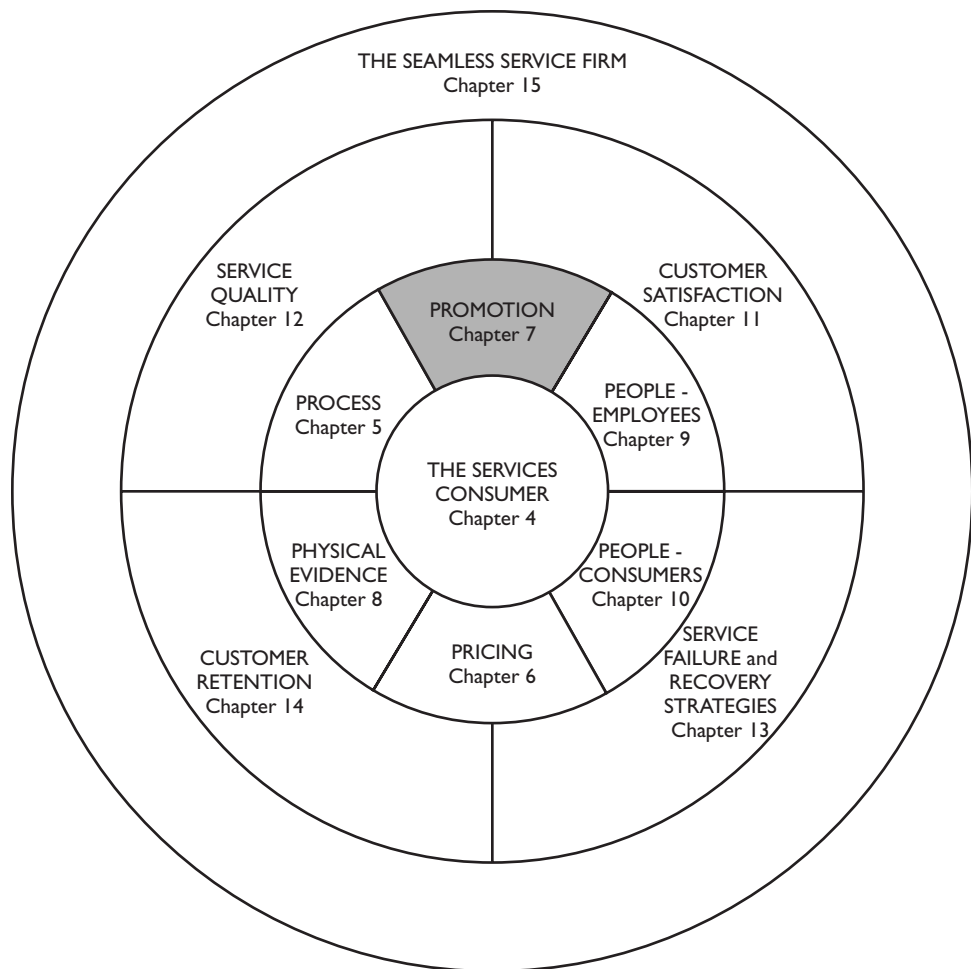 THE SEAMLESS SERVICE FIRM
Chapter 15
SERVICE
QUALITY
Chapter 12
CUSTOMER
SATISFACTION
Chapter 11
PROMOTION
Chapter 7
PROCESS
Chapter 5
PEOPLE -
EMPLOYEES
Chapter 9
THE SERVICES
CONSUMER
Chapter 4
PHYSICAL
EVIDENCE
Chapter 8
PEOPLE -
CONSUMERS
Chapter 10
PRICING
Chapter 6
CUSTOMER
RETENTION
Chapter 14
SERVICE
FAILURE and
RECOVERY
STRATEGIES
Chapter 13